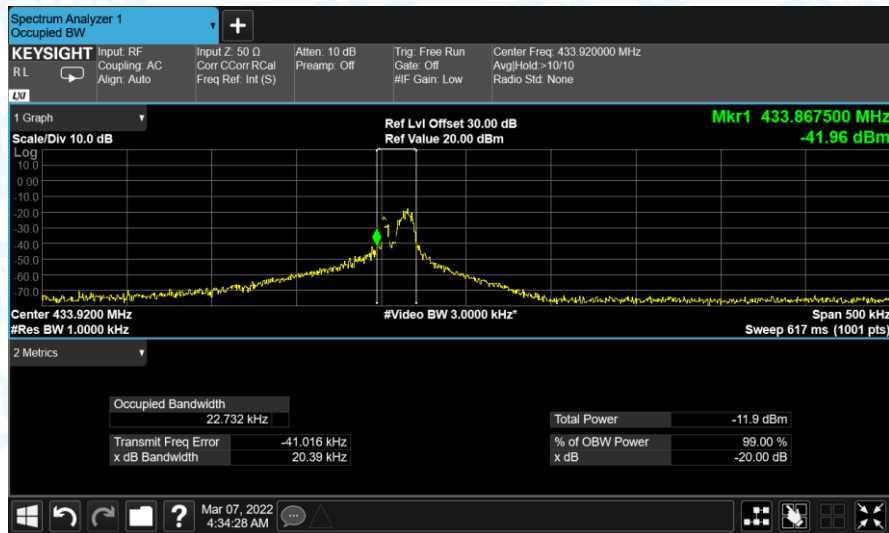 Spectrum Analyzer 1
Occupied BW
+
KEYSIGHT
RL
LXI
Input: RF
Coupling: AC
Align: Auto
Input Z: 50 Ω
Corr CCorr RCal
Freq Ref: Int (S)
Atten: 10 dB
Preamp: Off
Trig: Free Run
Gate: Off
#IF Gain: Low
Center Freq: 433.920000 MHz
Avg|Hold:>10/10
Radio Std: None
1 Graph
Scale/Div 10.0 dB
Ref Lvl Offset 30.00 dB
Ref Value 20.00 dBm
Mkr1 433.867500 MHz
-41.96 dBm
Log
10.0
0.00
-10.0
-20.0
-30.0
-40.0
-50.0
-60.0
-70.0
1
Center 433.9200 MHz
#Res BW 1.0000 kHz
#Video BW 3.0000 kHz*
Span 500 kHz
Sweep 617 ms (1001 pts)
2 Metrics
Occupied Bandwidth
22.732 kHz
Total Power -11.9 dBm
Transmit Freq Error -41.016 kHz
% of OBW Power 99.00 %
x dB Bandwidth 20.39 kHz
x dB -20.00 dB
?
Mar 07, 2022
4:34:28 AM